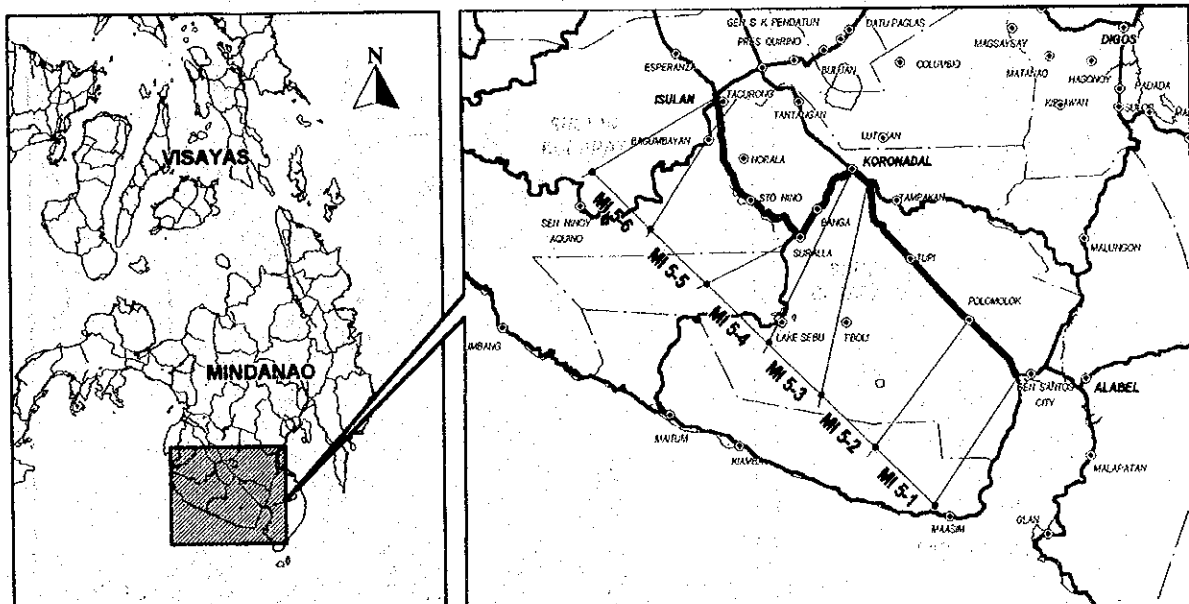 N
VISAYAS
MINDANAO
GEN S K PENDATUN
DATU PAGLAS
PRES QUIRINO
MAGSAYSAY
DIGOS
ESPERANZA
BULUAN
COLUMBIO
MATANAO
HAGONOY
PADADA
ISULAN
TACURONG
TANTANGAN
KIBLAWAN
SULOP
BAGUMBAYAN
LUTAYAN
NORALA
KORONADAL
STO NINO
BANGA
TAMPAKAN
SEN NINOY
AQUINO
SURALLA
MALUNGON
TUPI
MI 5-6
MI 5-5
MI 5-4
MI 5-3
MI 5-2
MI 5-1
POLOMOLOK
LAKE SEBU
T'BOLI
GEN SANTOS
CITY
ALABEL
MAITUM
KIAMBA
MALAPATAN
MAASIM
GLAN